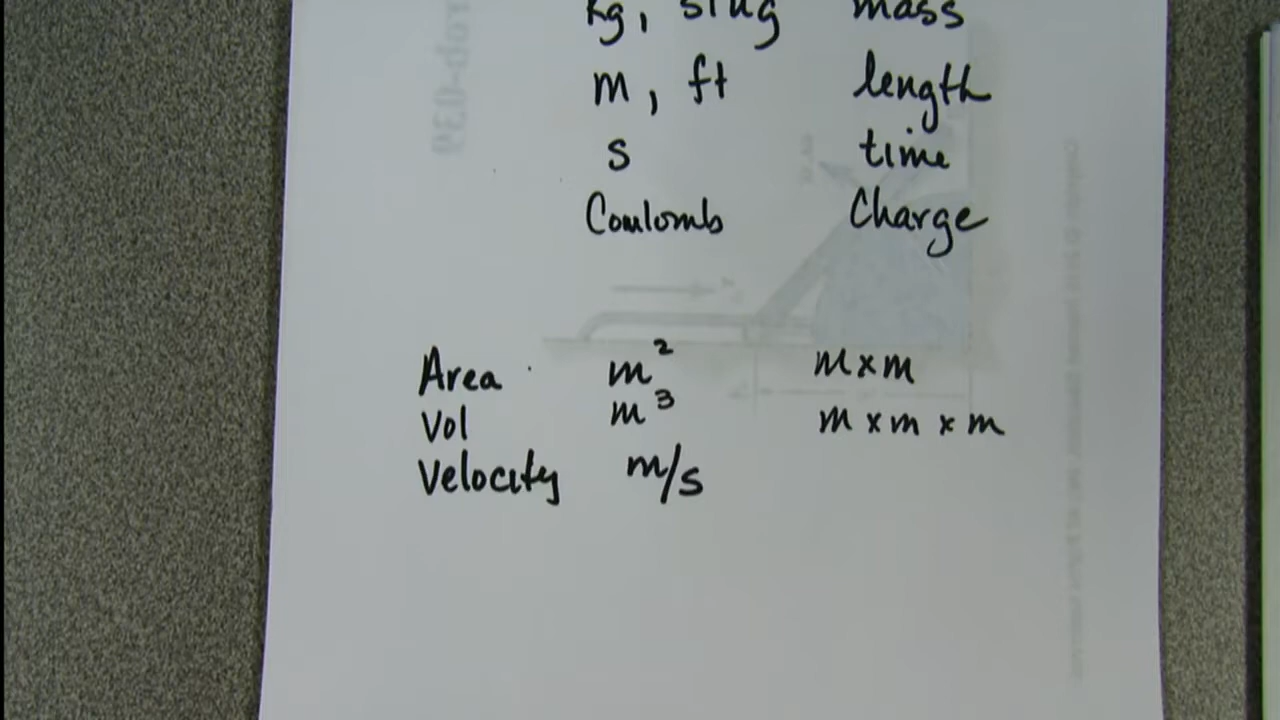 kg, slug mass
m, ft length
s time
Coulomb Charge
Area m² m x m
Vol m³ m x m x m
Velocity m/s